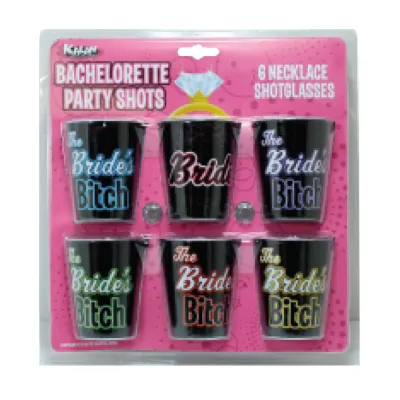 Kalan
BACHELORETTE
PARTY SHOTS
6 NECKLACE
SHOTGLASSES
The
Bride's
Bitch
Bride
The
Bride's
Bitch
The
Bride's
Bitch
The
Bride's
Bitch
The
Bride's
Bitch